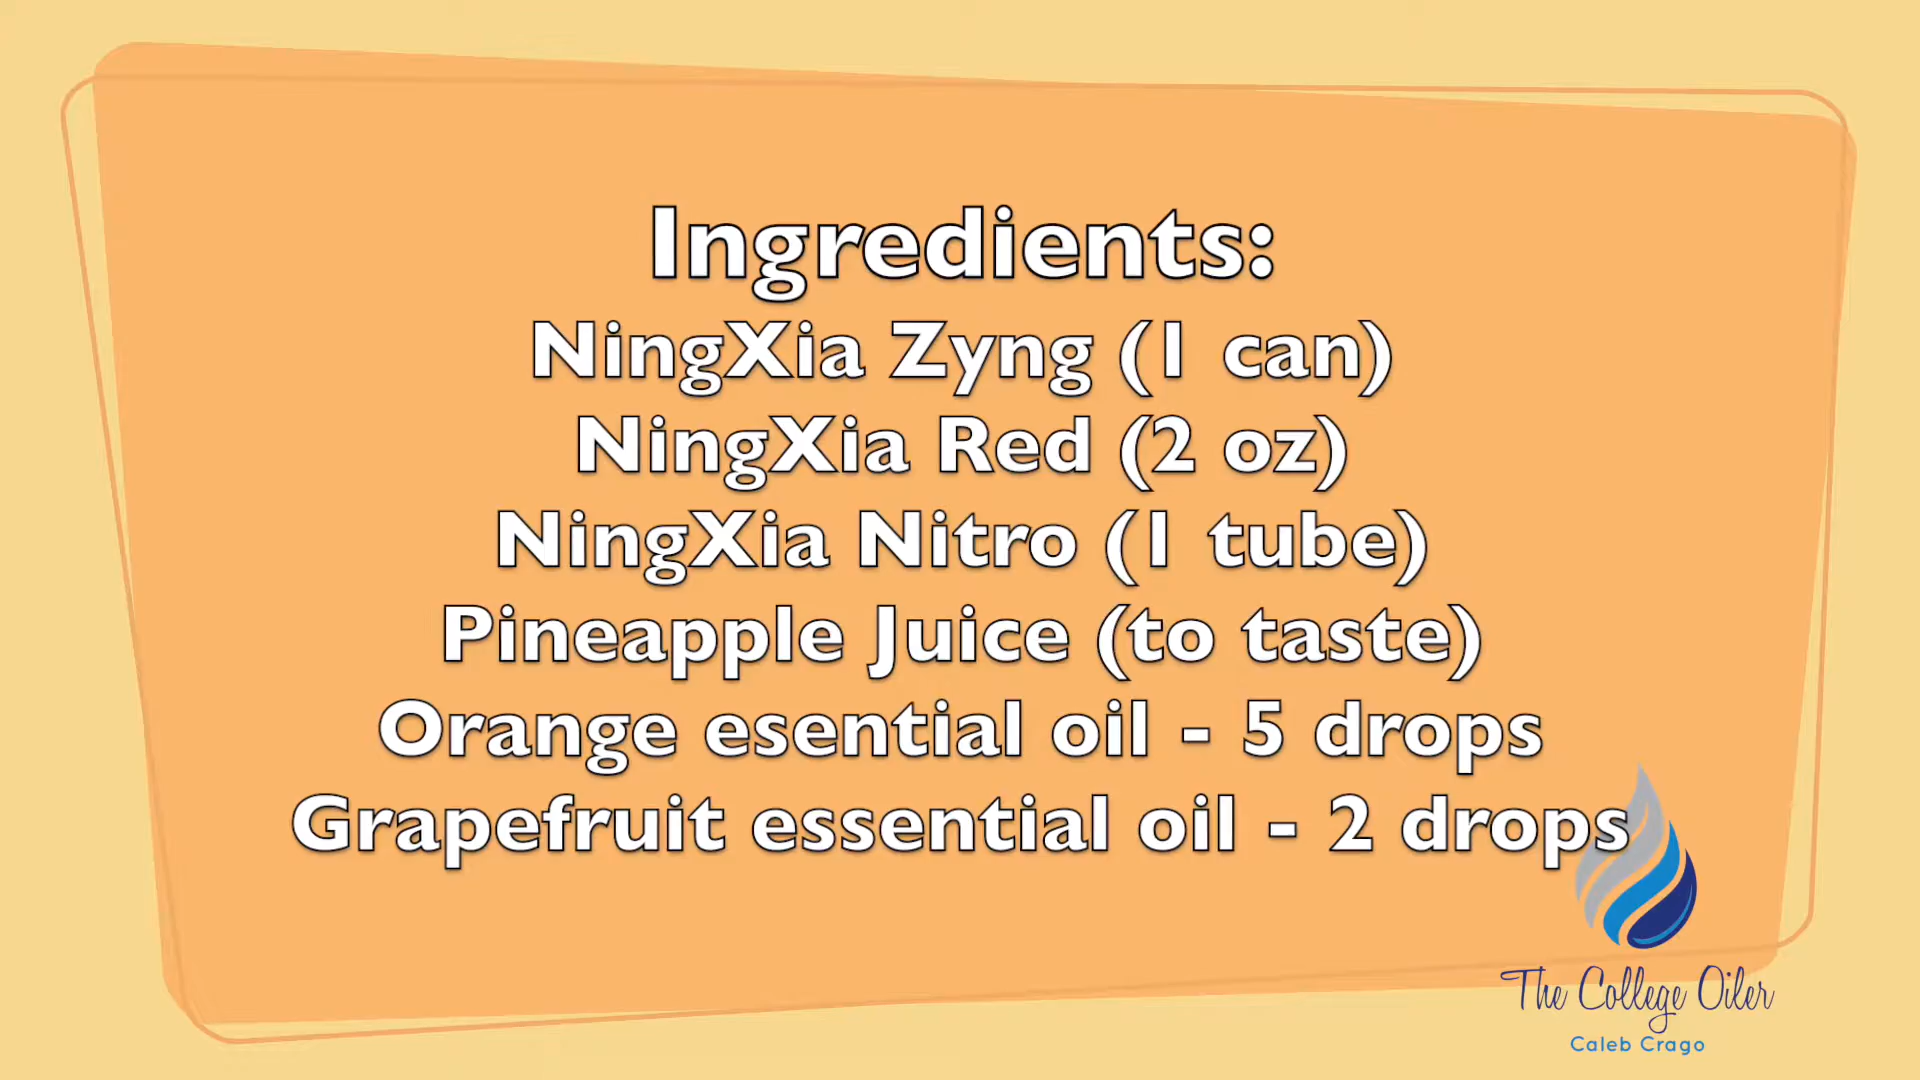 Ingredients:
NingXia Zyng (1 can)
NingXia Red (2 oz)
NingXia Nitro (1 tube)
Pineapple Juice (to taste)
Orange esential oil - 5 drops
Grapefruit essential oil - 2 drops
The College Oiler
Caleb Crago